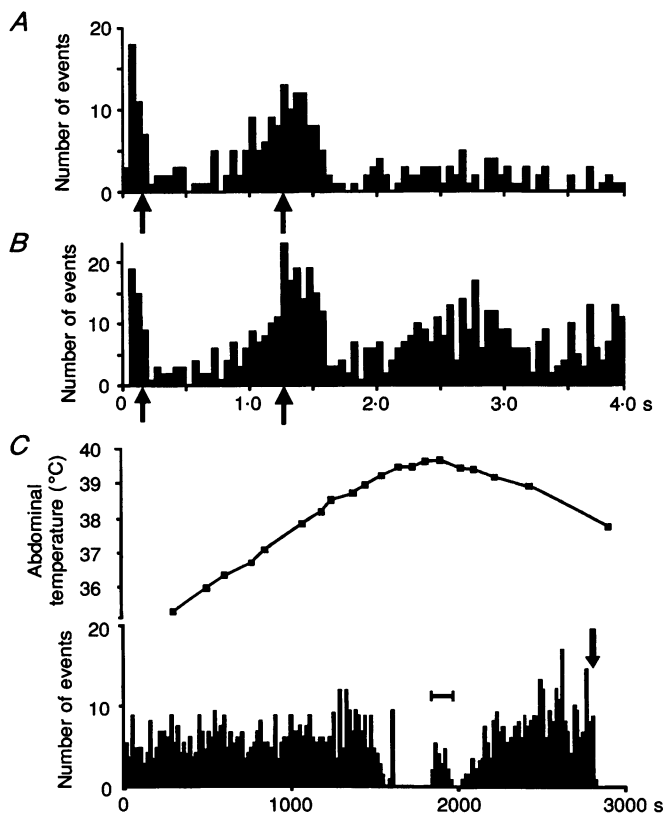 A
Number of events
20
10
0
B
Number of events
20
10
0
0 1·0 2·0 3·0 4·0 s
C
Abdominal
temperature (°C)
40
39
38
37
36
Number of events
20
10
0
0 1000 2000 3000 s